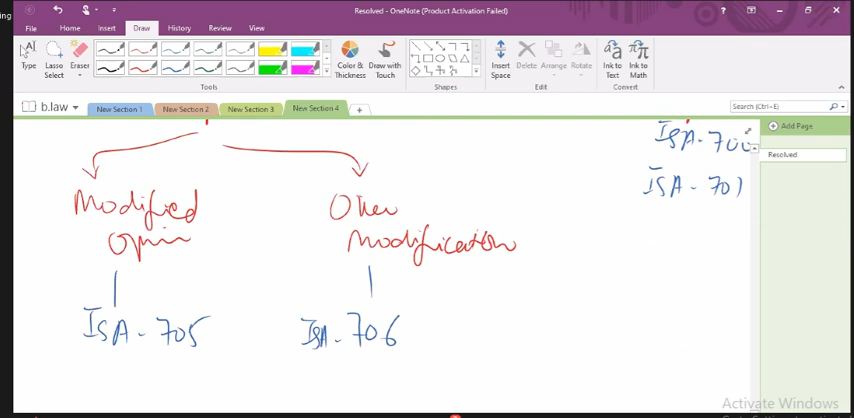 ing
Resolved - OneNote (Product Activation Failed)
File
Home
Insert
Draw
History
Review
View
Type
Lasso Select
Eraser
Color & Thickness
Draw with Touch
Insert Space
Delete
Arrange
Rotate
Ink to Text
Ink to Math
Tools
Shapes
Edit
Convert
b.law
New Section 1
New Section 2
New Section 3
New Section 4
Search (Ctrl+E)
Add Page
Resolved
ISA - 700
ISA - 701
Modified
Opinin
Other
Modification
ISA - 705
ISA - 706
Activate Windows